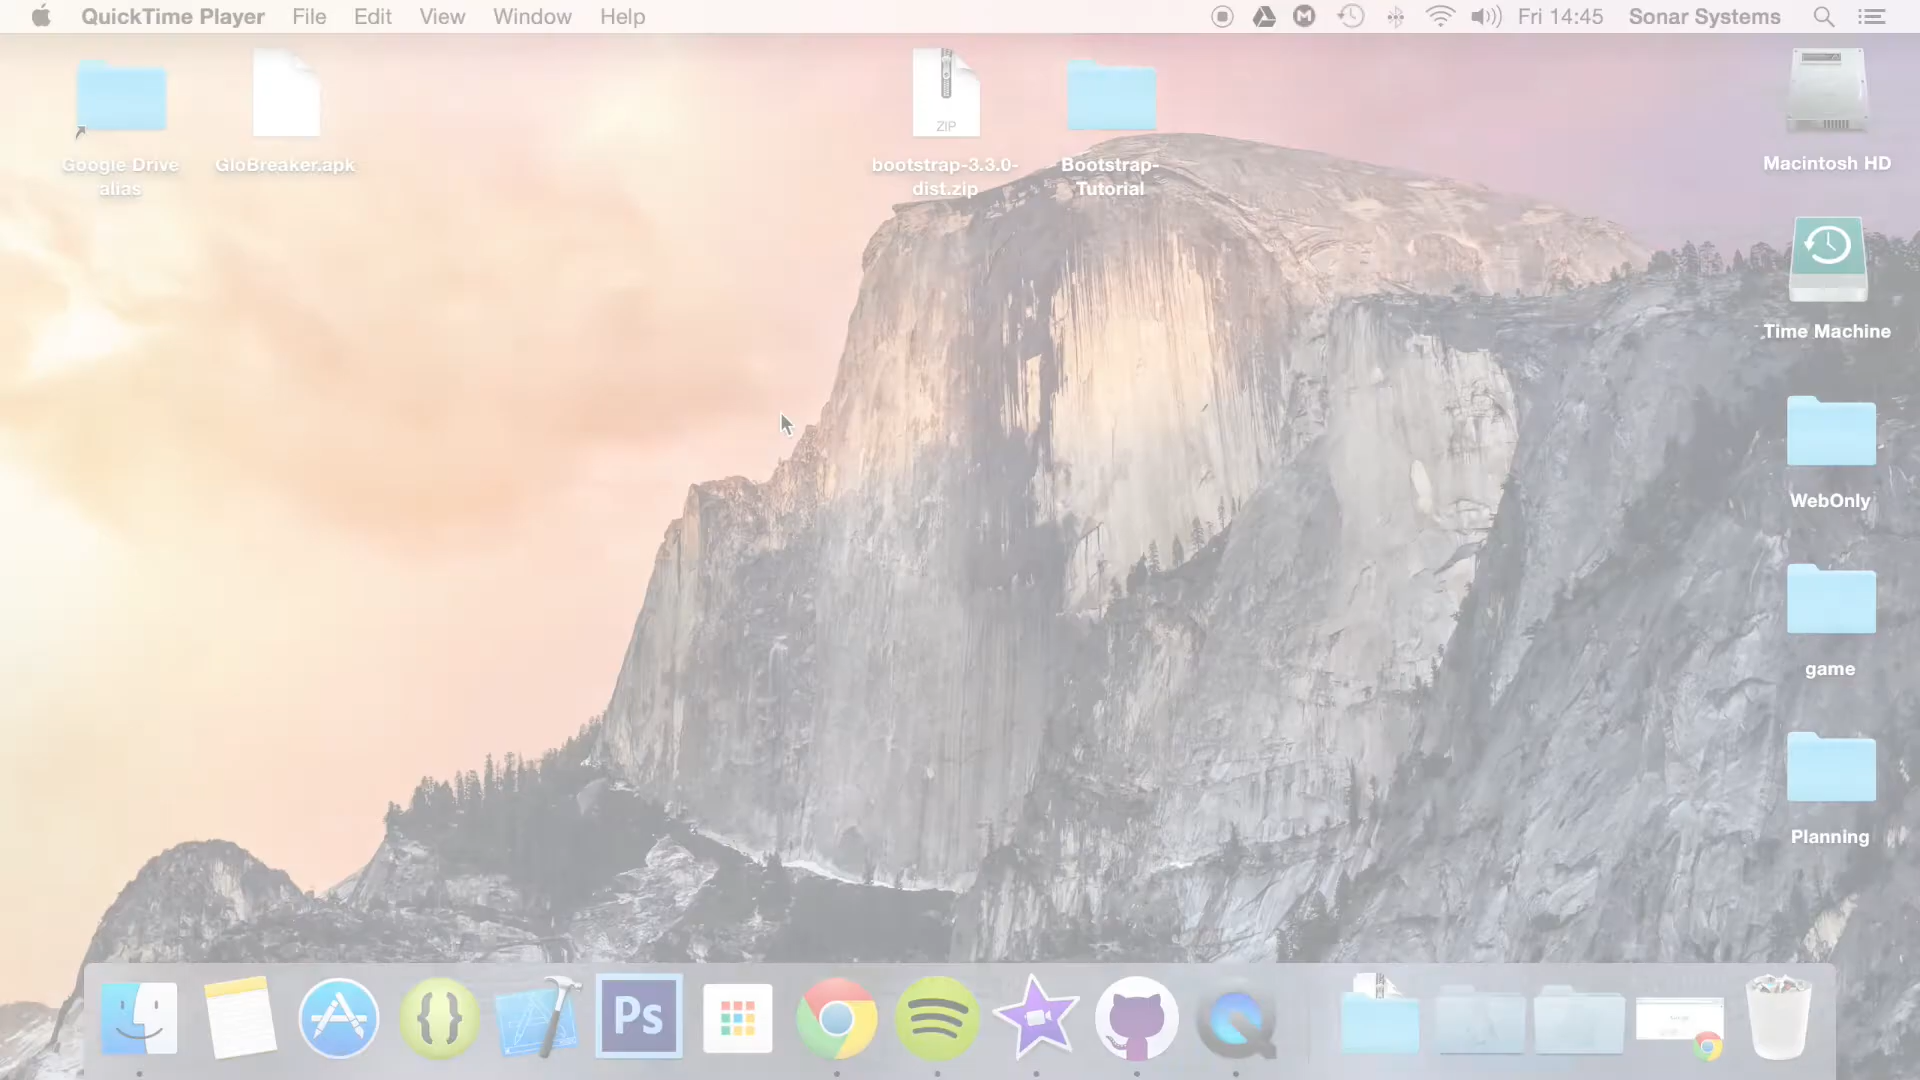 QuickTime Player File Edit View Window Help Fri 14:45 Sonar Systems
Google Drive
alias
GloBreaker.apk
ZIP
bootstrap-3.3.0-
dist.zip
Bootstrap-
Tutorial
Macintosh HD
Time Machine
WebOnly
game
Planning
Ps